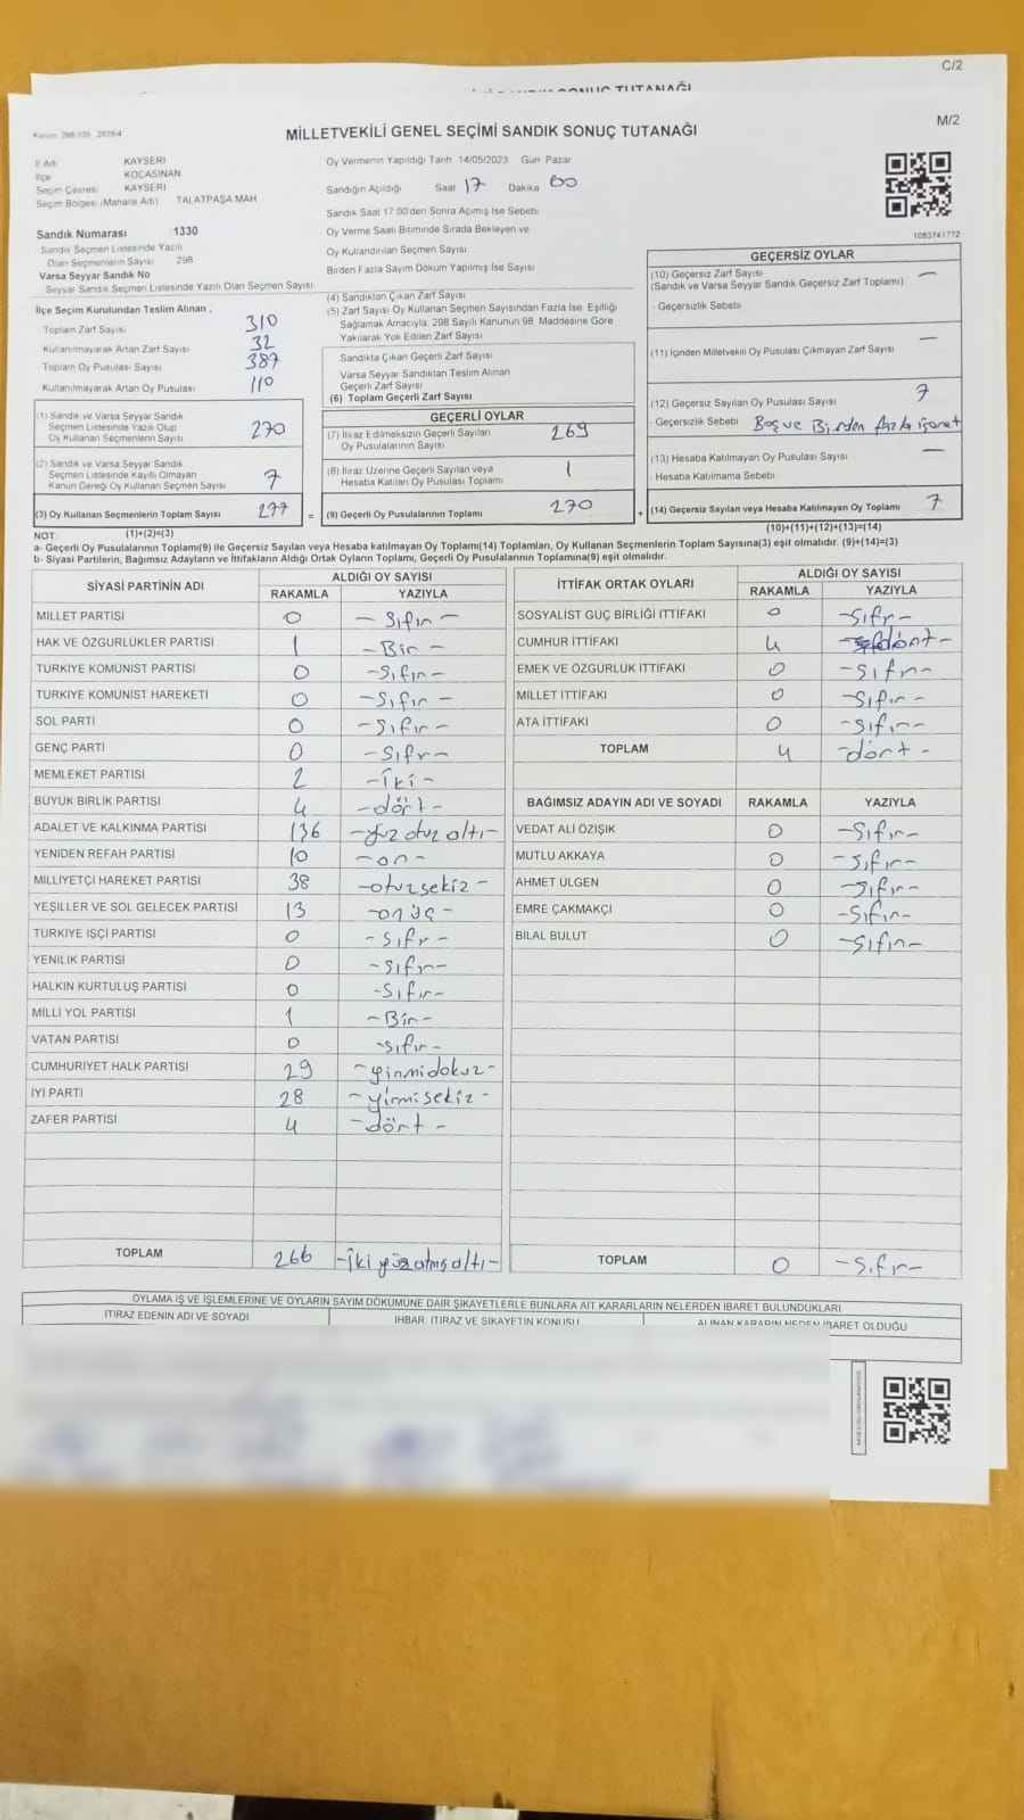 C/2
SONUÇ TUTANAĞI
M/2
MİLLETVEKİLİ GENEL SEÇİMİ SANDIK SONUÇ TUTANAĞI
İl Adı KAYSERİ
İlçe KOCASİNAN
Seçim Çevresi KAYSERİ
Seçim Bölgesi (Mahalle Adı) TALATPAŞA MAH
Oy Vermenin Yapıldığı Tarih 14/05/2023 Gün Pazar
Sandığın Açıldığı Saat 17 Dakika 00
Sandık Saat 17:00'den Sonra Açılmış İse Sebebi
Oy Verme Saati Bitiminde Sırada Bekleyen ve
Oy Kullandırılan Seçmen Sayısı
Birden Fazla Sayım Döküm Yapılmış İse Sayısı
1083741772
Sandık Numarası 1330
Sandık Seçmen Listesinde Yazılı
Olan Seçmenlerin Sayısı 298
Varsa Seyyar Sandık No
Seyyar Sandık Seçmen Listesinde Yazılı Olan Seçmen Sayısı
İlçe Seçim Kurulundan Teslim Alınan,
Toplam Zarf Sayısı 310
Kullanılmayarak Artan Zarf Sayısı 32
Toplam Oy Pusulası Sayısı 387
Kullanılmayarak Artan Oy Pusulası 110
(1) Sandık ve Varsa Seyyar Sandık
Seçmen Listesinde Yazılı Olup
Oy Kullanan Seçmenlerin Sayısı 270
(2) Sandık ve Varsa Seyyar Sandık
Seçmen Listesinde Kayıtlı Olmayan
Kanun Gereği Oy Kullanan Seçmen Sayısı 7
(3) Oy Kullanan Seçmenlerin Toplam Sayısı 277 =
(1)+(2)=(3)
(4) Sandıktan Çıkan Zarf Sayısı
(5) Zarf Sayısı Oy Kullanan Seçmen Sayısından Fazla İse, Eşitliği
Sağlamak Amacıyla, 298 Sayılı Kanunun 98. Maddesine Göre
Yakılarak Yok Edilen Zarf Sayısı
Sandıkta Çıkan Geçerli Zarf Sayısı
Varsa Seyyar Sandıktan Teslim Alınan
Geçerli Zarf Sayısı
(6) Toplam Geçerli Zarf Sayısı
GEÇERLİ OYLAR
(7) İtiraz Edilmeksizin Geçerli Sayılan
Oy Pusulalarının Sayısı 269
(8) İtiraz Üzerine Geçerli Sayılan veya
Hesaba Katılan Oy Pusulası Toplamı 1
(9) Geçerli Oy Pusulalarının Toplamı 270 +
GEÇERSİZ OYLAR
(10) Geçersiz Zarf Sayısı —
(Sandık ve Varsa Seyyar Sandık Geçersiz Zarf Toplamı)
Geçersizlik Sebebi
(11) İçinden Milletvekili Oy Pusulası Çıkmayan Zarf Sayısı —
(12) Geçersiz Sayılan Oy Pusulası Sayısı 7
Geçersizlik Sebebi Boş ve Birden fazla işaret
(13) Hesaba Katılmayan Oy Pusulası Sayısı —
Hesaba Katılmama Sebebi
(14) Geçersiz Sayılan veya Hesaba Katılmayan Oy Toplamı 7
(10)+(11)+(12)+(13)=(14)
NOT
a- Geçerli Oy Pusulalarının Toplamı(9) ile Geçersiz Sayılan veya Hesaba katılmayan Oy Toplamı(14) Toplamları, Oy Kullanan Seçmenlerin Toplam Sayısına(3) eşit olmalıdır. (9)+(14)=(3)
b- Siyasi Partilerin, Bağımsız Adayların ve İttifakların Aldığı Ortak Oyların Toplamı, Geçerli Oy Pusulalarının Toplamına(9) eşit olmalıdır.
SİYASİ PARTİNİN ADI ALDIĞI OY SAYISI
RAKAMLA YAZIYLA
MİLLET PARTİSİ 0 - Sıfır -
HAK VE ÖZGÜRLÜKLER PARTİSİ 1 - Bir -
TÜRKİYE KOMÜNİST PARTİSİ 0 - Sıfır -
TÜRKİYE KOMÜNİST HAREKETİ 0 - Sıfır -
SOL PARTİ 0 - Sıfır -
GENÇ PARTİ 0 - Sıfır -
MEMLEKET PARTİSİ 2 - İki -
BÜYÜK BİRLİK PARTİSİ 4 - dört -
ADALET VE KALKINMA PARTİSİ 136 - yüz otuz altı -
YENİDEN REFAH PARTİSİ 10 - on -
MİLLİYETÇİ HAREKET PARTİSİ 38 - otuzsekiz -
YEŞİLLER VE SOL GELECEK PARTİSİ 13 - onüç -
TÜRKİYE İŞÇİ PARTİSİ 0 - Sıfır -
YENİLİK PARTİSİ 0 - Sıfır -
HALKIN KURTULUŞ PARTİSİ 0 - Sıfır -
MİLLİ YOL PARTİSİ 1 - Bir -
VATAN PARTİSİ 0 - sıfır -
CUMHURİYET HALK PARTİSİ 29 - yirmidokuz -
İYİ PARTİ 28 - yirmisekiz -
ZAFER PARTİSİ 4 - dört -
TOPLAM 266 - İki yüz atmış altı -
İTTİFAK ORTAK OYLARI ALDIĞI OY SAYISI
RAKAMLA YAZIYLA
SOSYALİST GÜÇ BİRLİĞİ İTTİFAKI 0 - Sıfır -
CUMHUR İTTİFAKI 4 dört -
EMEK VE ÖZGÜRLÜK İTTİFAKI 0 - sıfır -
MİLLET İTTİFAKI 0 - Sıfır -
ATA İTTİFAKI 0 - sıfır -
TOPLAM 4 - dört -
BAĞIMSIZ ADAYIN ADI VE SOYADI RAKAMLA YAZIYLA
VEDAT ALİ ÖZIŞIK 0 - Sıfır -
MUTLU AKKAYA 0 - Sıfır -
AHMET ÜLGEN 0 - Sıfır -
EMRE ÇAKMAKÇI 0 - Sıfır -
BİLAL BULUT 0 - Sıfır -
TOPLAM 0 - Sıfır -
OYLAMA İŞ VE İŞLEMLERİNE VE OYLARIN SAYIM DÖKÜMÜNE DAİR ŞİKAYETLERLE BUNLARA AİT KARARLARIN NELERDEN İBARET BULUNDUKLARI
İTİRAZ EDENİN ADI VE SOYADI
İHBAR, İTİRAZ VE ŞİKAYETİN KONUSU
ALINAN KARARIN NEDEN İBARET OLDUĞU